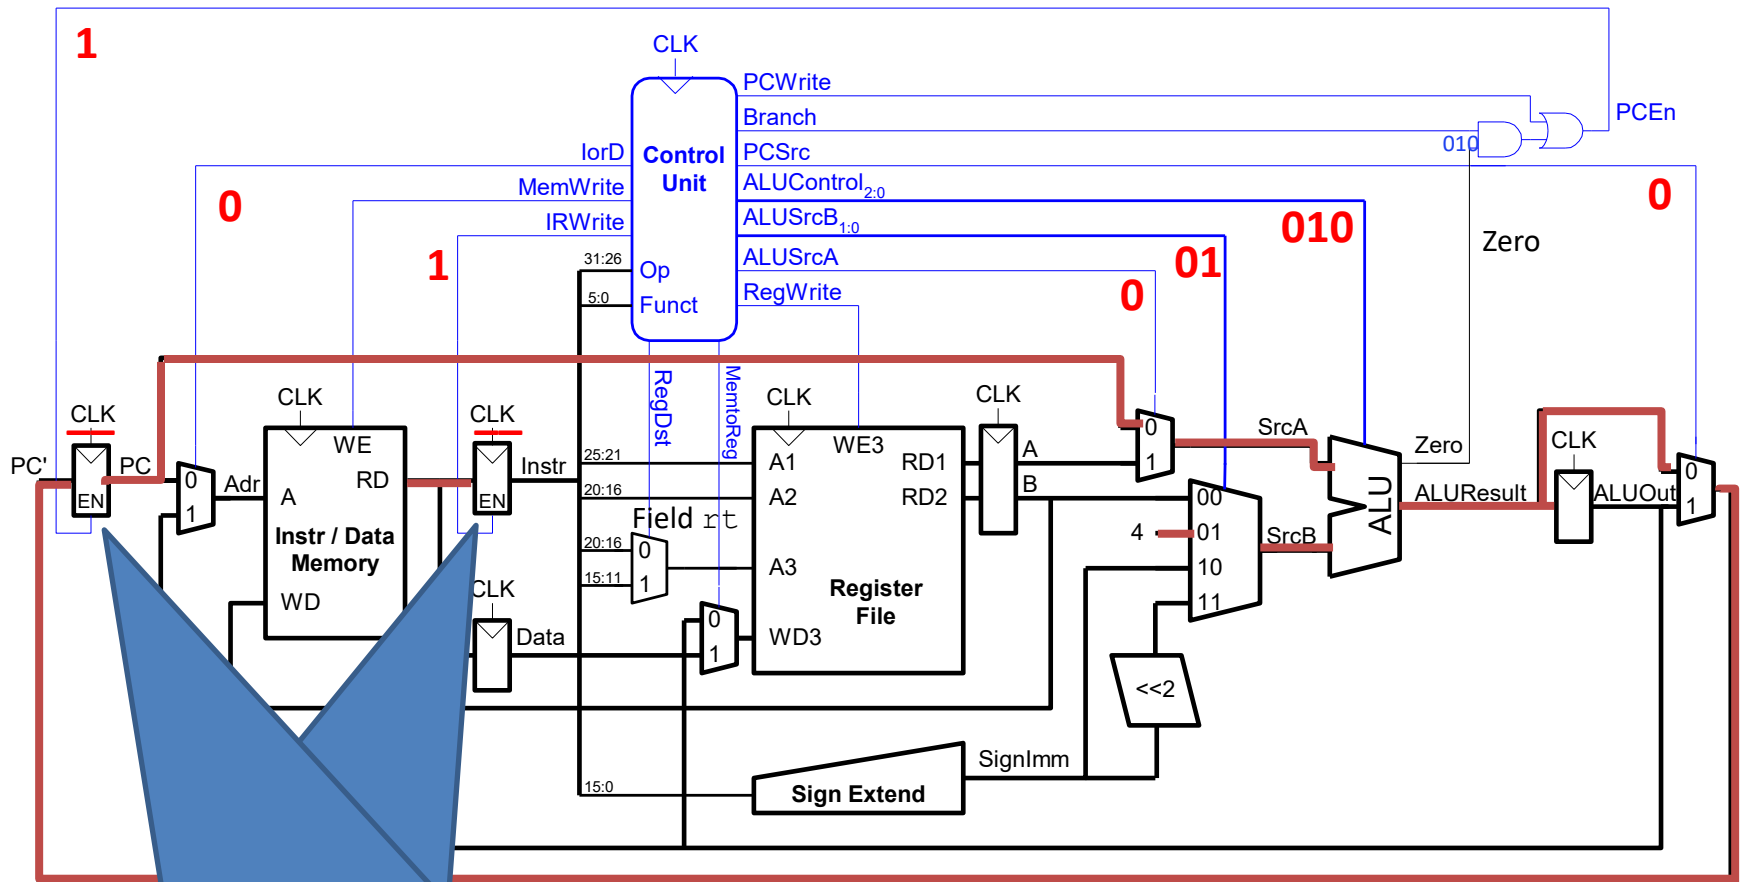 1
CLK
PCWrite
Branch
PCEn
010
IorD
Control
Unit
PCSrc
MemWrite
ALUControl2:0
0
0
IRWrite
ALUSrcB1:0
010
Zero
1
31:26
Op
ALUSrcA
01
5:0
Funct
RegWrite
0
RegDst
MemtoReg
CLK
CLK
CLK
CLK
CLK
PC'
PC
EN
0
1
Adr
WE
A
RD
Instr / Data
Memory
WD
EN
Instr
25:21
20:16
Field rt
20:16
0
15:11
1
WE3
A1
RD1
A2
RD2
A3
Register
File
WD3
A
B
0
1
SrcA
00
4
01
10
11
SrcB
ALU
Zero
ALUResult
CLK
ALUOut
0
1
CLK
Data
0
1
<<2
SignImm
15:0
Sign Extend